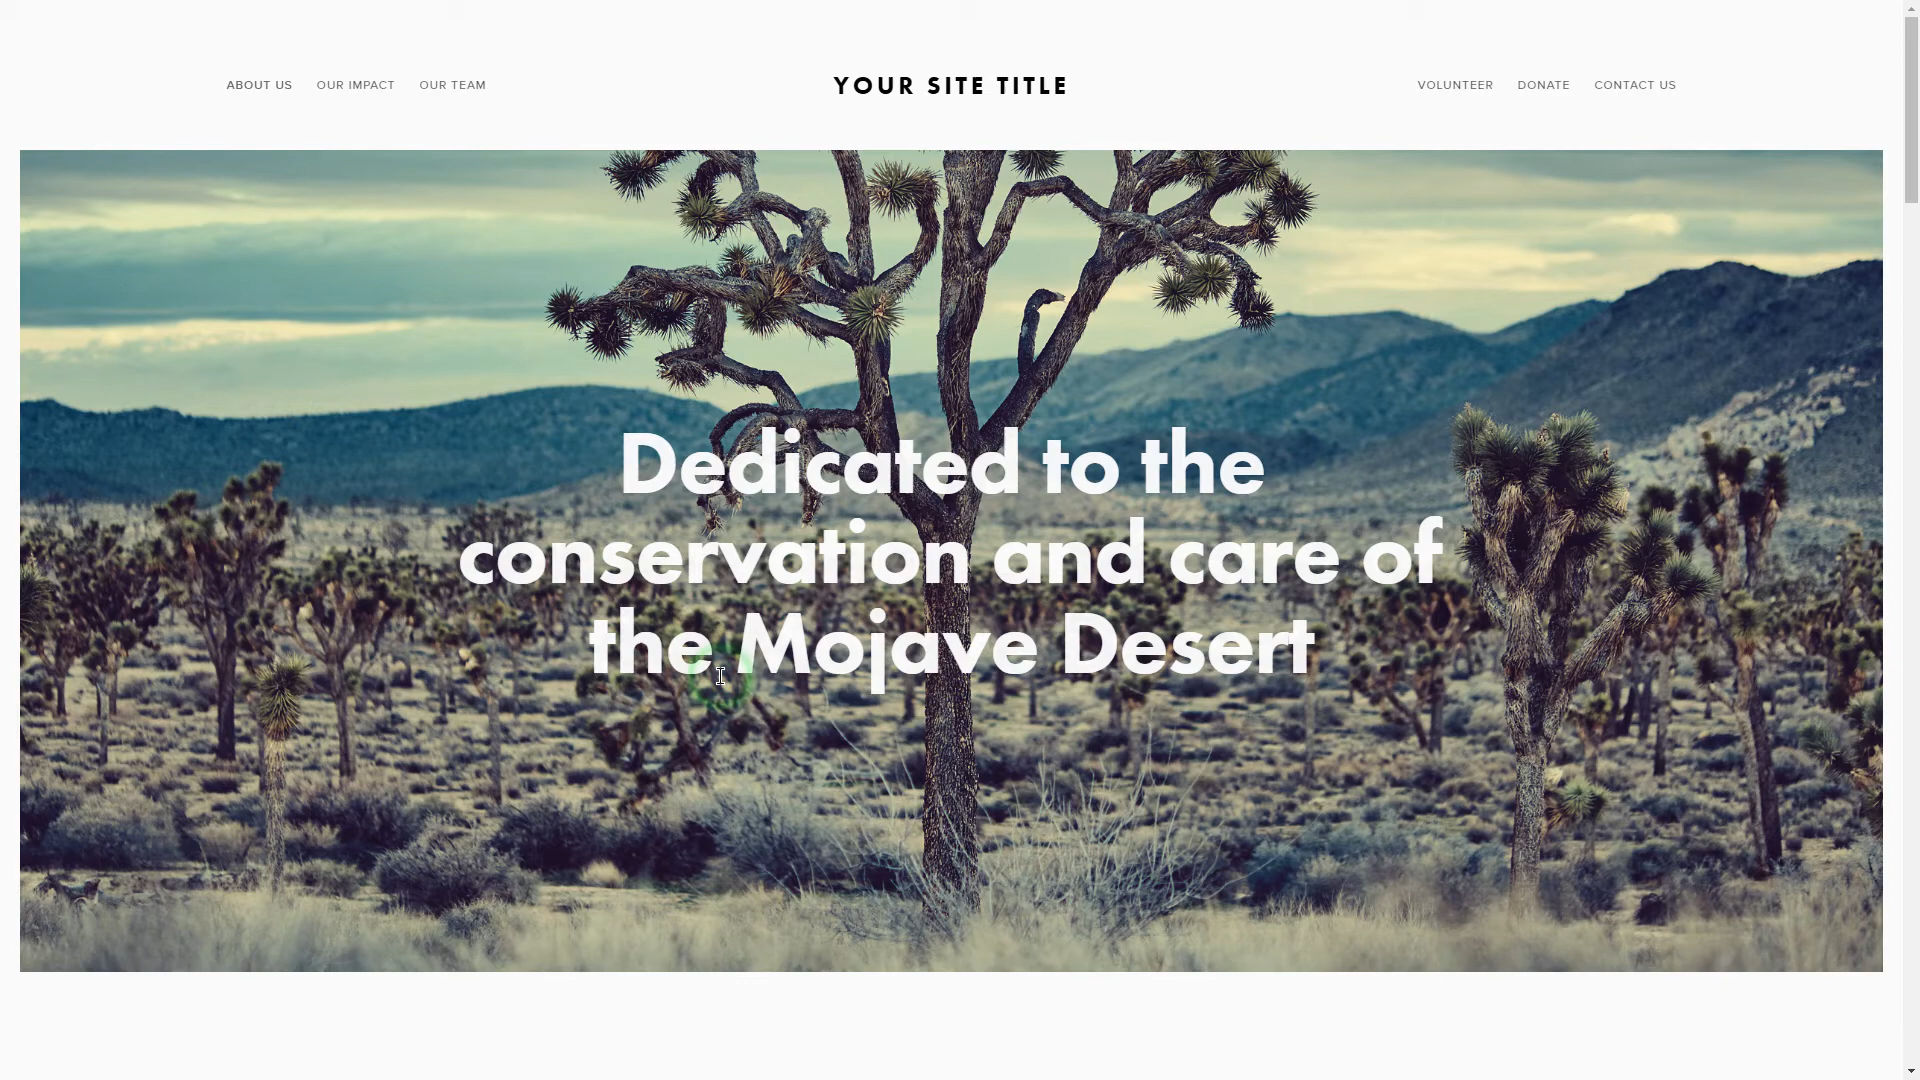 ABOUT US OUR IMPACT OUR TEAM YOUR SITE TITLE VOLUNTEER DONATE CONTACT US
Dedicated to the
conservation and care of
the Mojave Desert